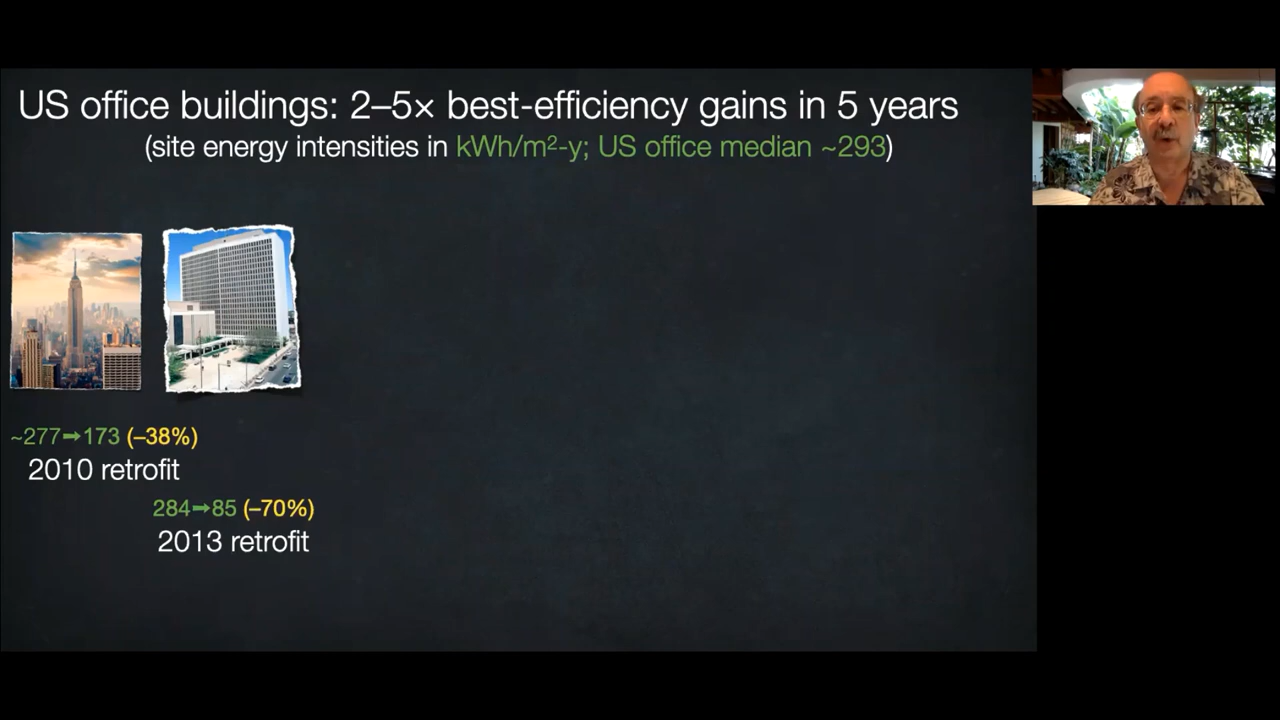 US office buildings: 2–5× best-efficiency gains in 5 years
(site energy intensities in kWh/m²-y; US office median ~293)
~277➡173 (–38%)
2010 retrofit
284➡85 (–70%)
2013 retrofit